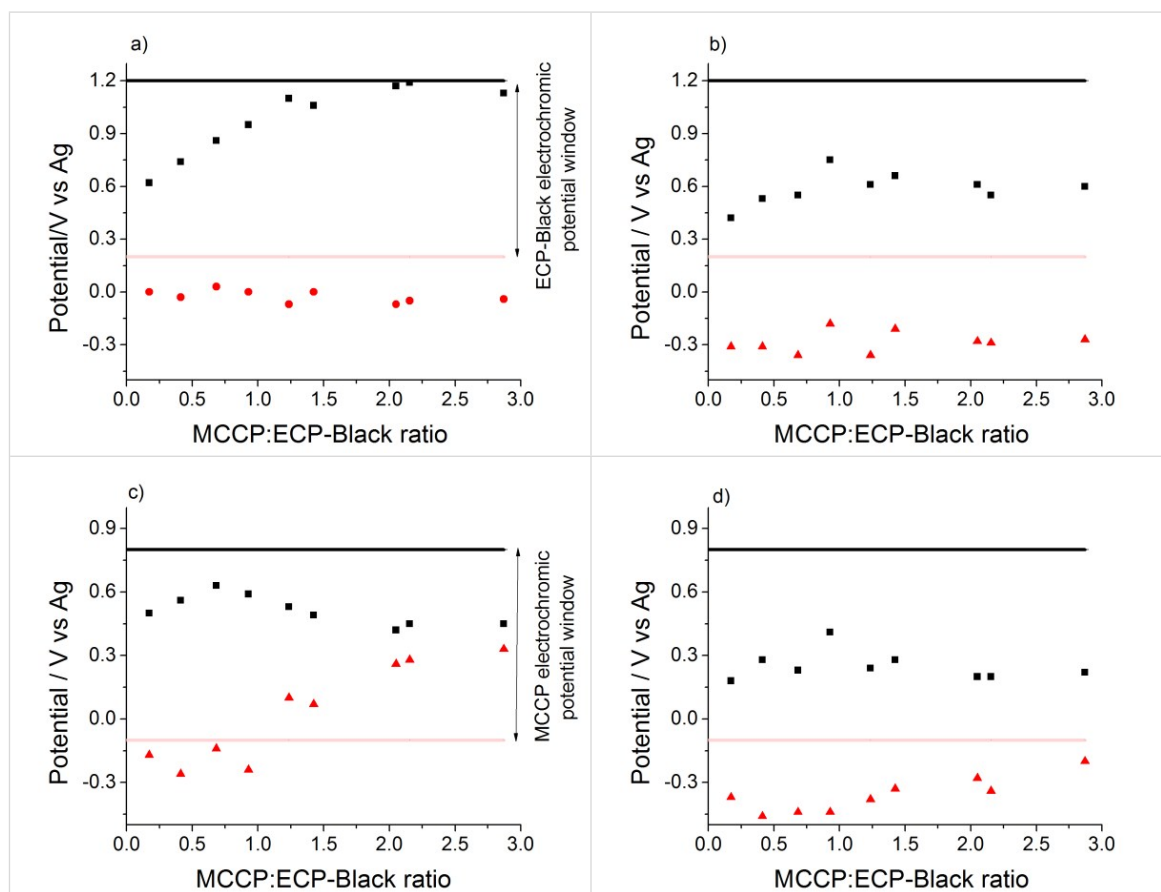 a)
1.2
0.9
0.6
0.3
0.0
-0.3
0.0 0.5 1.0 1.5 2.0 2.5 3.0
Potential/V vs Ag
MCCP:ECP-Black ratio
ECP-Black electrochromic
potential window
b)
1.2
0.9
0.6
0.3
0.0
-0.3
0.0 0.5 1.0 1.5 2.0 2.5 3.0
Potential / V vs Ag
MCCP:ECP-Black ratio
c)
0.9
0.6
0.3
0.0
-0.3
0.0 0.5 1.0 1.5 2.0 2.5 3.0
Potential / V vs Ag
MCCP:ECP-Black ratio
MCCP electrochromic
potential window
d)
0.9
0.6
0.3
0.0
-0.3
0.0 0.5 1.0 1.5 2.0 2.5 3.0
Potential / V vs Ag
MCCP:ECP-Black ratio